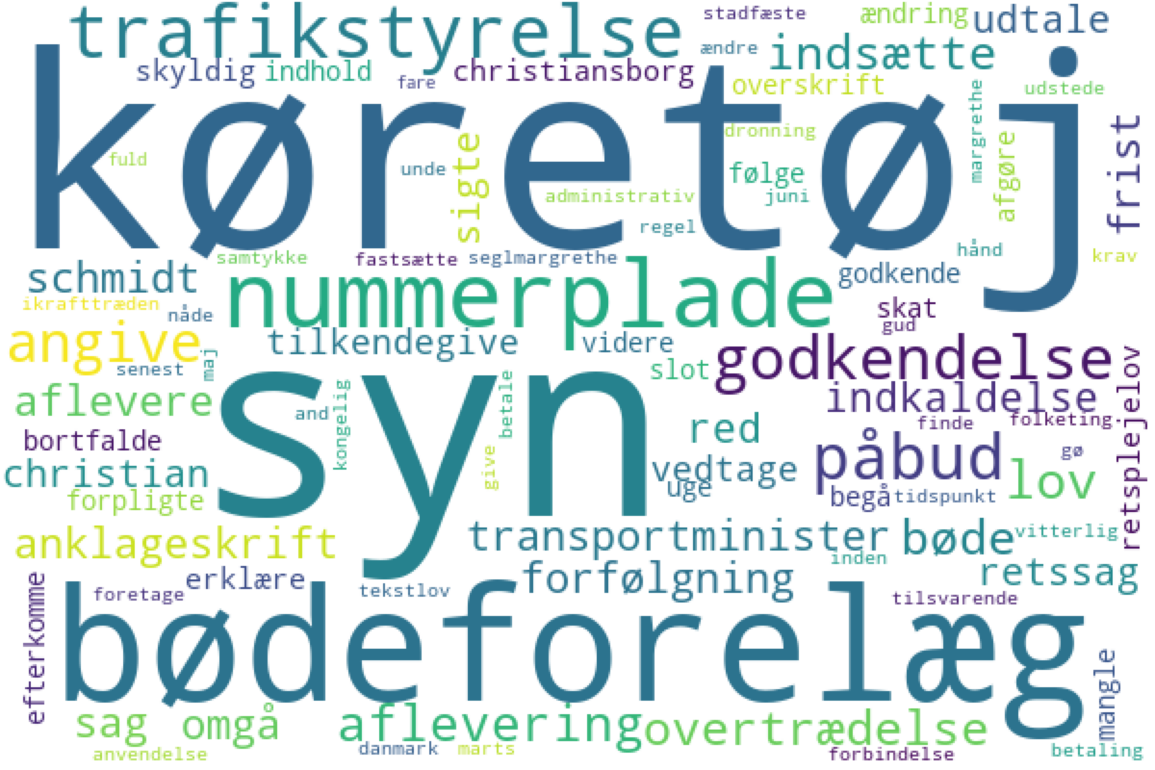 stadfæste
ændring
udtale
trafikstyrelse
ændre
indsætte
skyldig
indhold
fare
christiansborg
overskrift
margrethe
udstede
køretøj
fuld
unde
sigte
dronning
følge
juni
administrativ
regel
afgøre
frist
hånd
krav
samtykke
fastsætte
seglmargrethe
schmidt
ikrafttræden
nåde
nummerplade
godkende
skat
gud
angive
senest
maj
tilkendegive
videre
slot
godkendelse
retsplejelov
aflevere
syn
and
kongelig
betale
indkaldelse
finde
folketing.
bortfalde
red
påbud
gø
christian
give
vedtage
uge
begå
tidspunkt
lov
forpligte
anklageskrift
transportminister
bøde
vitterlig
inden
efterkomme
erklære
foretage
tekstlov
forfølgning
retssag
tilsvarende
bødeforelæg
mangle
sag
omgå
aflevering
overtrædelse
anvendelse
danmark
marts
forbindelse
betaling